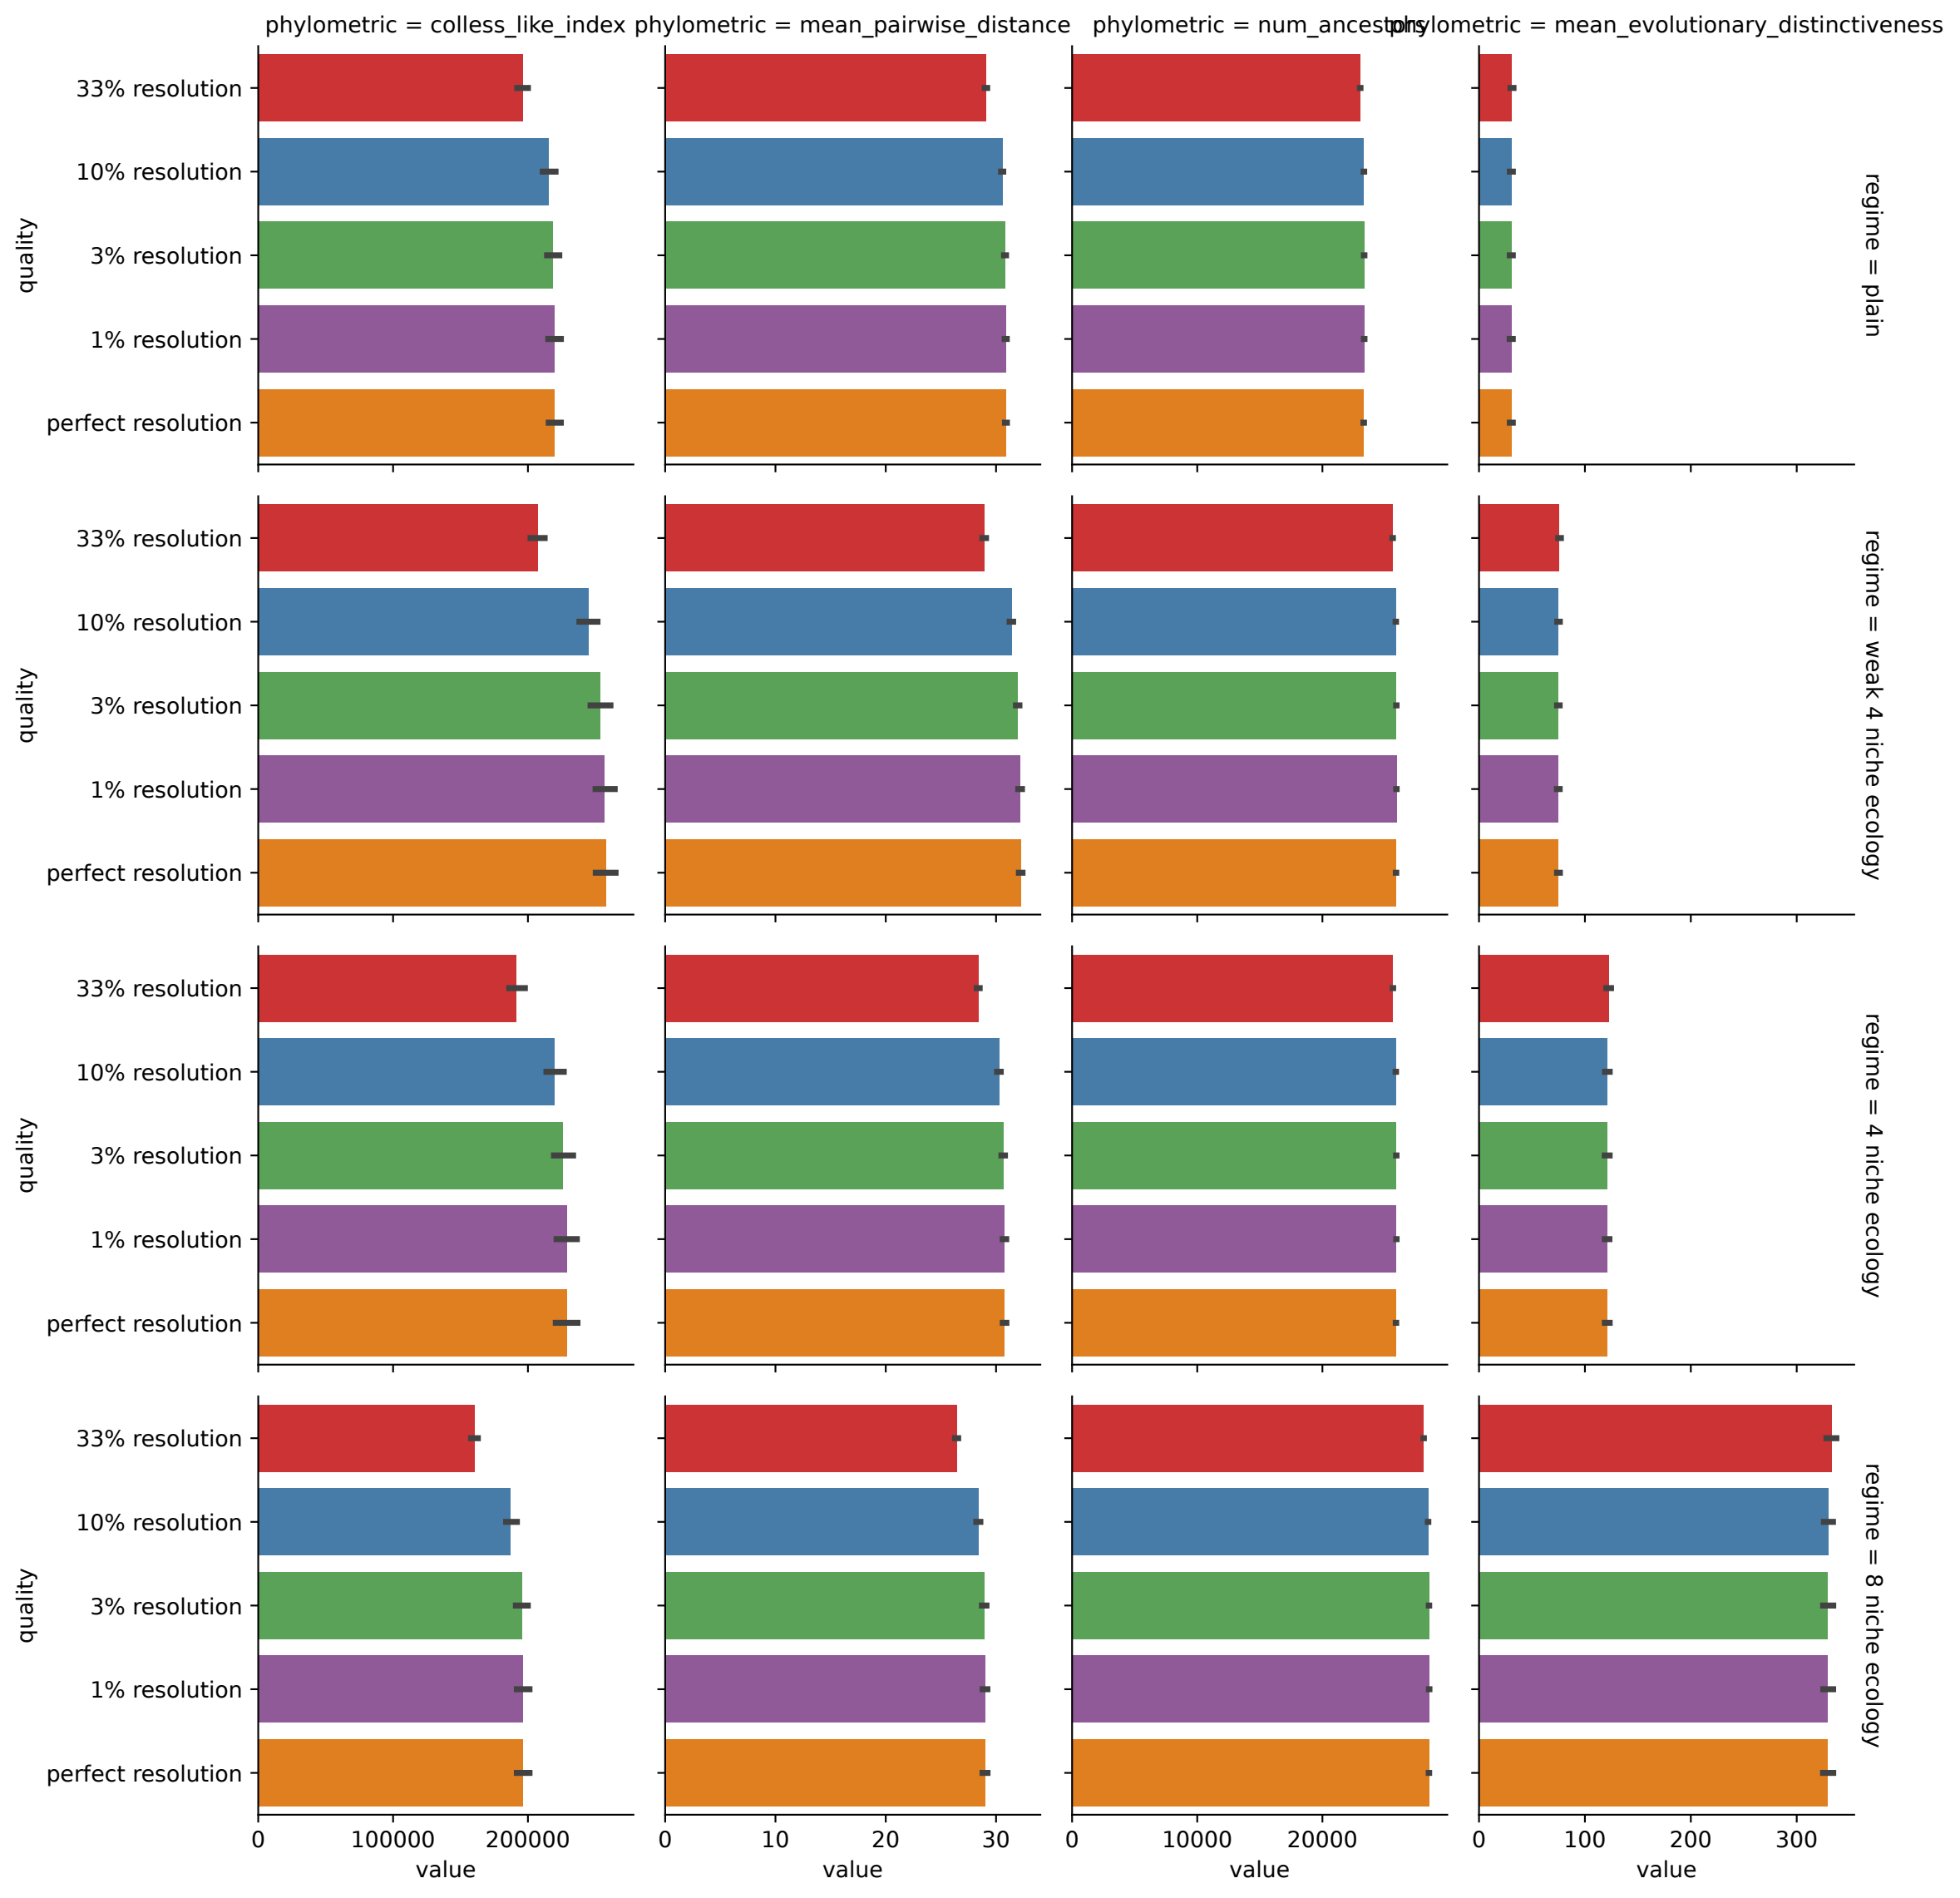 phylometric = colless_like_index
phylometric = mean_pairwise_distance
phylometric = num_ancestors
phylometric = mean_evolutionary_distinctiveness
quality
33% resolution
10% resolution
3% resolution
1% resolution
perfect resolution
regime = plain
quality
33% resolution
10% resolution
3% resolution
1% resolution
perfect resolution
regime = weak 4 niche ecology
quality
33% resolution
10% resolution
3% resolution
1% resolution
perfect resolution
regime = 4 niche ecology
quality
33% resolution
10% resolution
3% resolution
1% resolution
perfect resolution
regime = 8 niche ecology
0 100000 200000
0 10 20 30
0 10000 20000
0 100 200 300
value
value
value
value